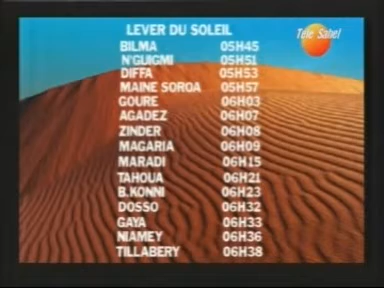 LEVER DU SOLEIL
Télé Sahel
BILMA 05H45
N'GUIGMI 05H51
DIFFA 05H53
MAINE SOROA 05H57
GOURE 06H03
AGADEZ 06H07
ZINDER 06H08
MAGARIA 06H09
MARADI 06H15
TAHOUA 06H21
B.KONNI 06H23
DOSSO 06H32
GAYA 06H33
NIAMEY 06H36
TILLABERY 06H38